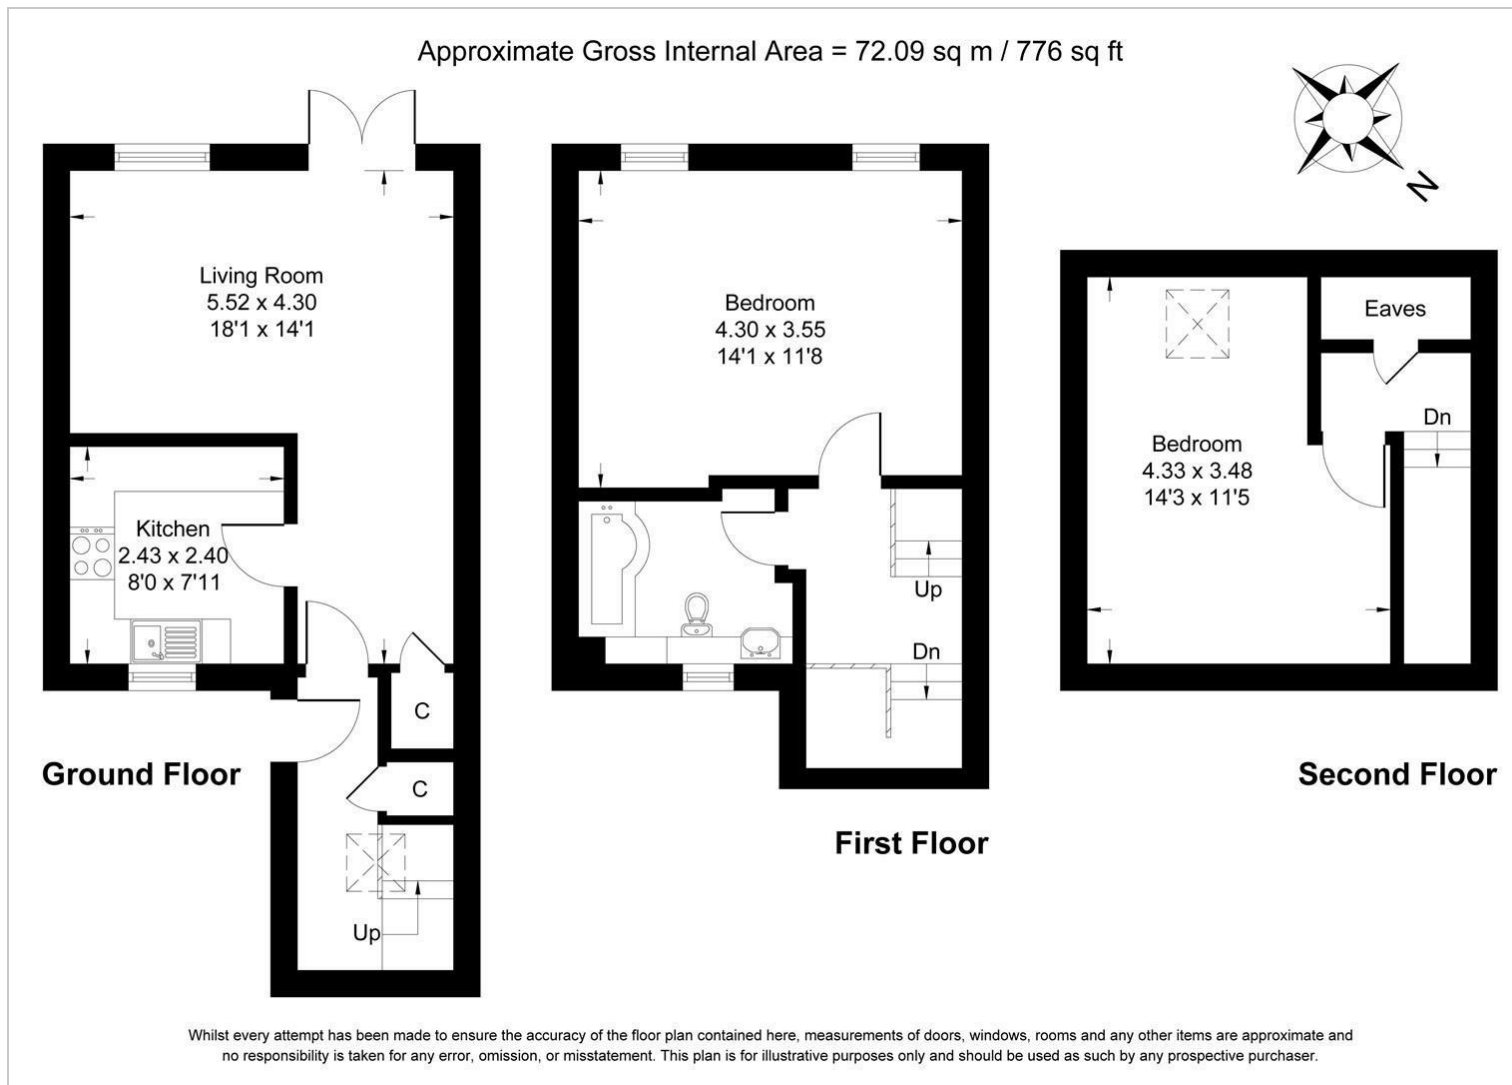 Approximate Gross Internal Area = 72.09 sq m / 776 sq ft
N
Living Room
5.52 x 4.30
18'1 x 14'1
Kitchen
2.43 x 2.40
8'0 x 7'11
C
C
Up
Ground Floor
Bedroom
4.30 x 3.55
14'1 x 11'8
Up
Dn
First Floor
Eaves
Dn
Bedroom
4.33 x 3.48
14'3 x 11'5
Second Floor
Whilst every attempt has been made to ensure the accuracy of the floor plan contained here, measurements of doors, windows, rooms and any other items are approximate and
no responsibility is taken for any error, omission, or misstatement. This plan is for illustrative purposes only and should be used as such by any prospective purchaser.